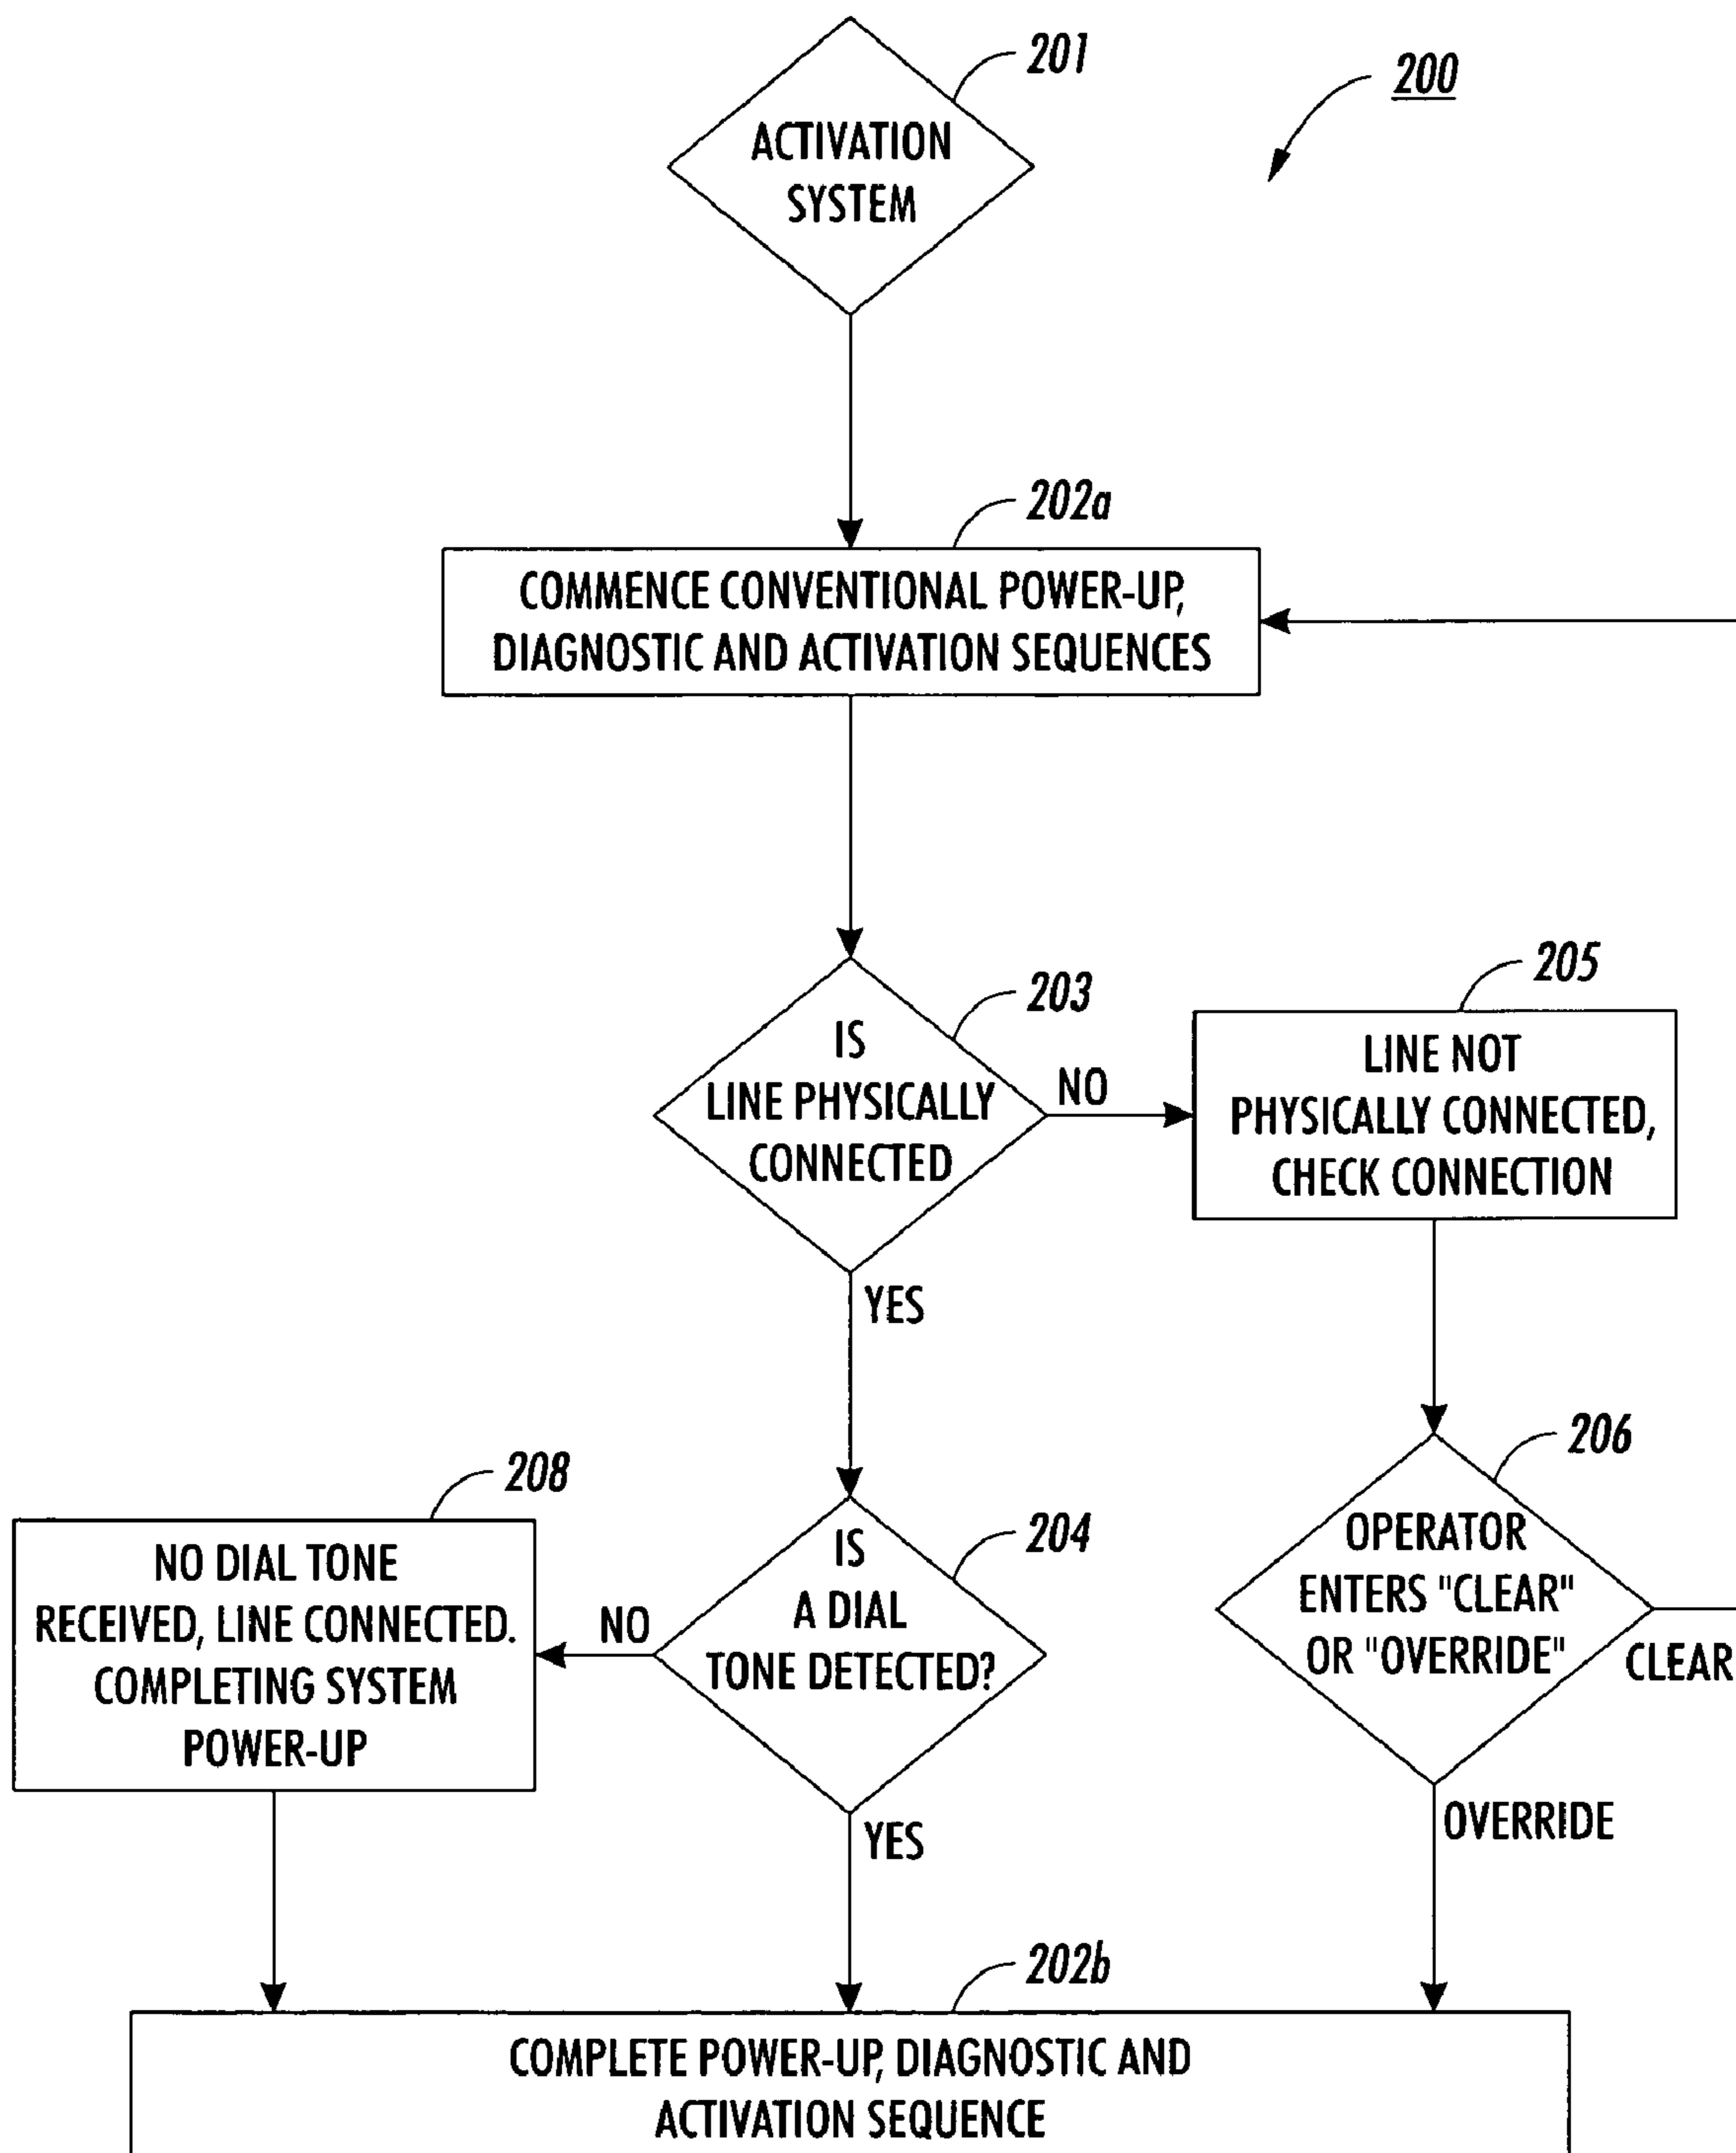 201
200
ACTIVATION
SYSTEM
202a
COMMENCE CONVENTIONAL POWER-UP,
DIAGNOSTIC AND ACTIVATION SEQUENCES
203
IS
LINE PHYSICALLY
CONNECTED
NO
YES
205
LINE NOT
PHYSICALLY CONNECTED,
CHECK CONNECTION
206
OPERATOR
ENTERS "CLEAR"
OR "OVERRIDE"
CLEAR
OVERRIDE
204
IS
A DIAL
TONE DETECTED?
NO
YES
208
NO DIAL TONE
RECEIVED, LINE CONNECTED.
COMPLETING SYSTEM
POWER-UP
202b
COMPLETE POWER-UP, DIAGNOSTIC AND
ACTIVATION SEQUENCE